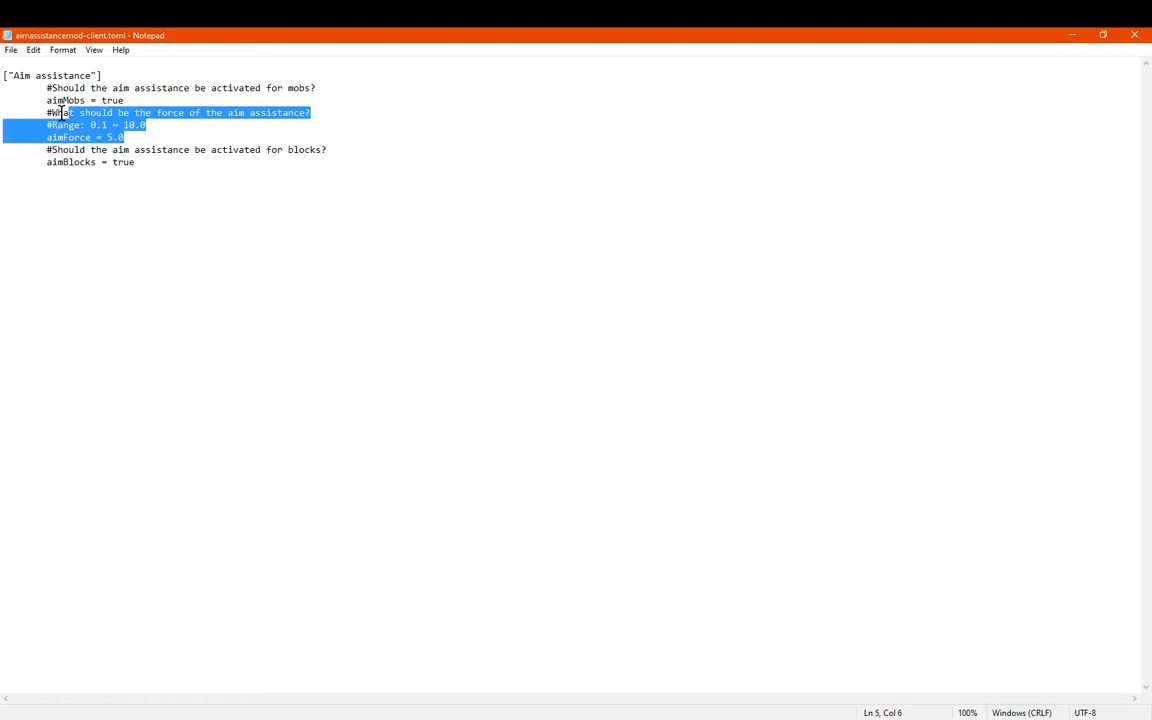 aimassistancemod-client.toml - Notepad
File Edit Format View Help
["Aim assistance"]
#Should the aim assistance be activated for mobs?
aimMobs = true
#What should be the force of the aim assistance?
#Range: 0.1 ~ 10.0
aimForce = 5.0
#Should the aim assistance be activated for blocks?
aimBlocks = true
Ln 5, Col 6 100% Windows (CRLF) UTF-8